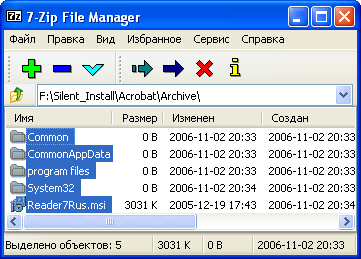 7z 7-Zip File Manager
Файл Правка Вид Избранное Сервис Справка
F:\Silent_Install\Acrobat\Archive\
Имя Размер Изменен Создан
Common 0 B 2006-11-02 20:33 2006-11-02 20:33
CommonAppData 0 B 2006-11-02 20:33 2006-11-02 20:33
program files 0 B 2006-11-02 20:33 2006-11-02 20:33
System32 0 B 2006-11-02 20:34 2006-11-02 20:33
Reader7Rus.msi 3031 K 2005-12-19 17:43 2006-11-02 20:34
Выделено объектов: 5 3031 K 0 B 2006-11-02 20:33